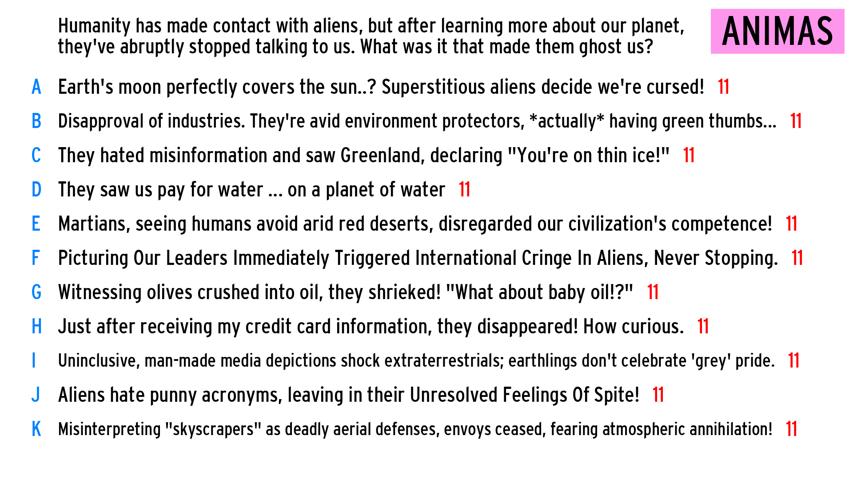 Humanity has made contact with aliens, but after learning more about our planet,
they've abruptly stopped talking to us. What was it that made them ghost us?
ANIMAS
A Earth's moon perfectly covers the sun..? Superstitious aliens decide we're cursed! 11
B Disapproval of industries. They're avid environment protectors, *actually* having green thumbs... 11
C They hated misinformation and saw Greenland, declaring "You're on thin ice!" 11
D They saw us pay for water ... on a planet of water 11
E Martians, seeing humans avoid arid red deserts, disregarded our civilization's competence! 11
F Picturing Our Leaders Immediately Triggered International Cringe In Aliens, Never Stopping. 11
G Witnessing olives crushed into oil, they shrieked! "What about baby oil!?" 11
H Just after receiving my credit card information, they disappeared! How curious. 11
I Uninclusive, man-made media depictions shock extraterrestrials; earthlings don't celebrate 'grey' pride. 11
J Aliens hate punny acronyms, leaving in their Unresolved Feelings Of Spite! 11
K Misinterpreting "skyscrapers" as deadly aerial defenses, envoys ceased, fearing atmospheric annihilation! 11